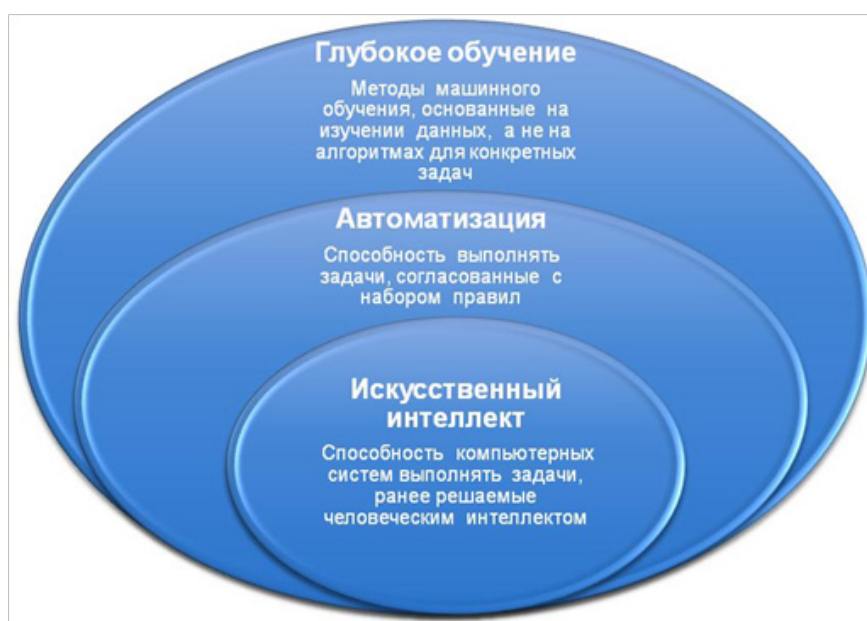 Глубокое обучение
Методы машинного
обучения, основанные на
изучении данных, а не на
алгоритмах для конкретных
задач
Автоматизация
Способность выполнять
задачи, согласованные с
набором правил
Искусственный
интеллект
Способность компьютерных
систем выполнять задачи,
ранее решаемые
человеческим интеллектом